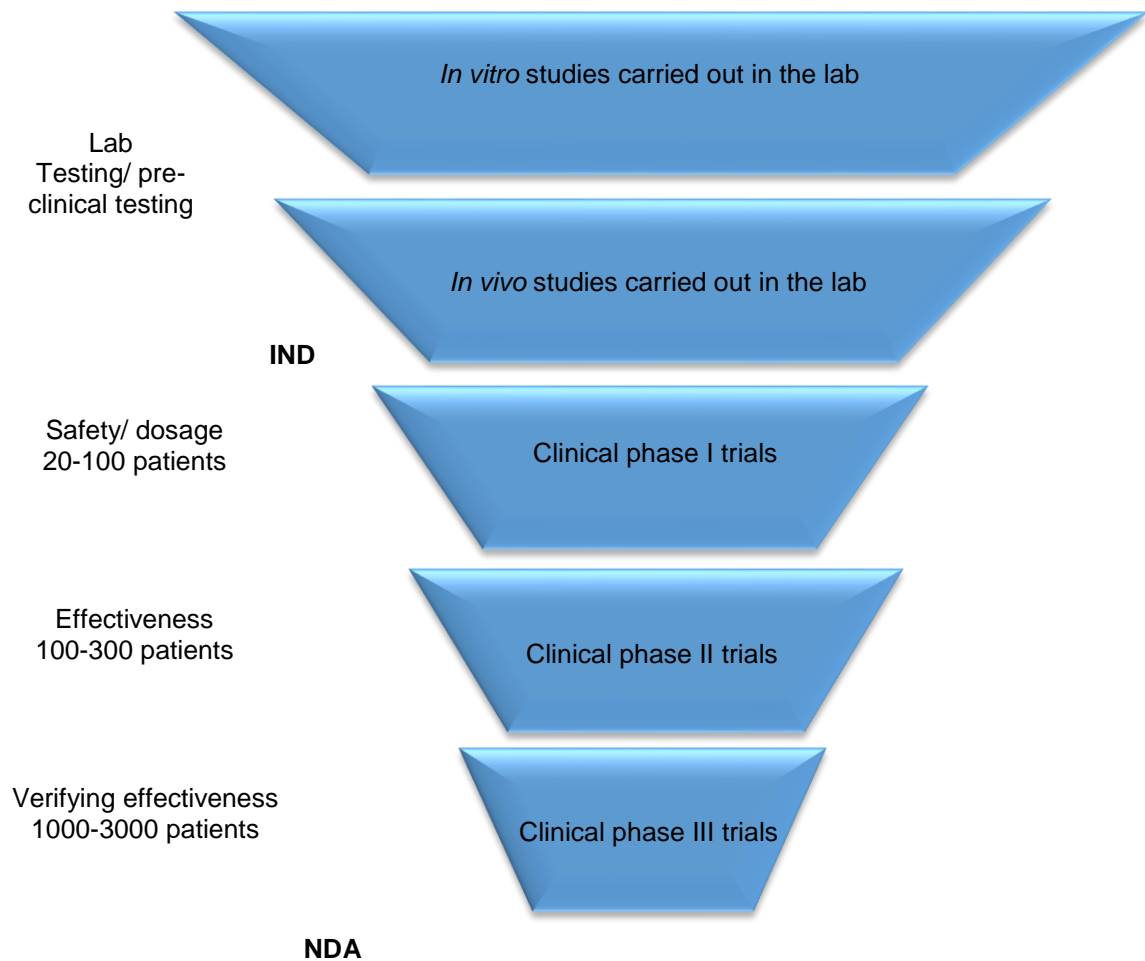 In vitro studies carried out in the lab
Lab
Testing/ pre-
clinical testing
In vivo studies carried out in the lab
IND
Safety/ dosage
20-100 patients
Clinical phase I trials
Effectiveness
100-300 patients
Clinical phase II trials
Verifying effectiveness
1000-3000 patients
Clinical phase III trials
NDA